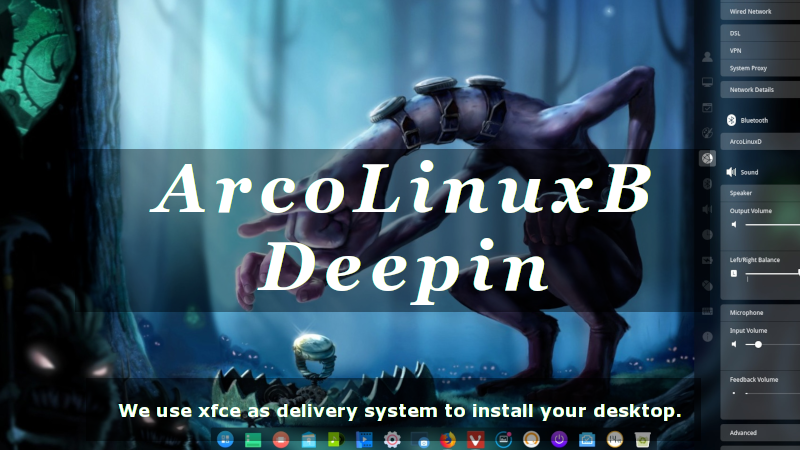 Wired Network
DSL
VPN
System Proxy
Network Details
Bluetooth
ArcoLinuxD
Sound
Speaker
Output Volume
Left/Right Balance
Microphone
Input Volume
Feedback Volume
Advanced
ArcoLinuxB
Deepin
We use xfce as delivery system to install your desktop.